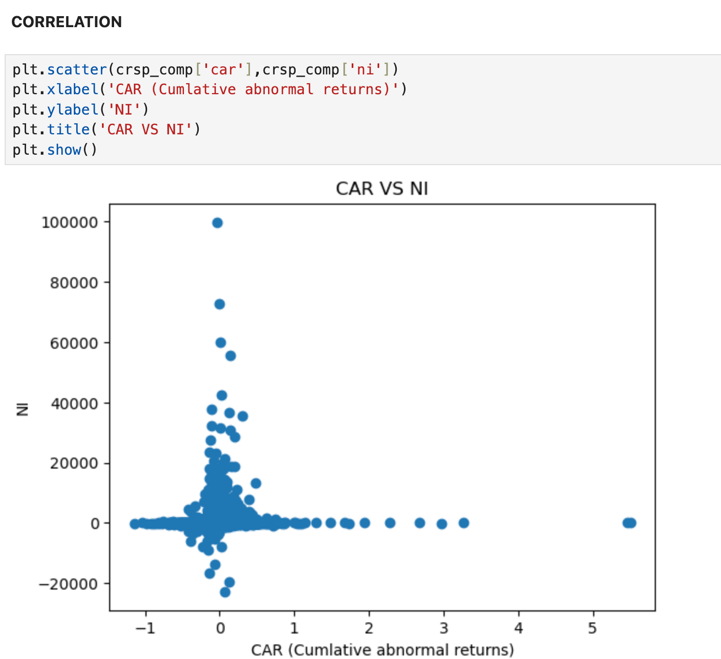 CORRELATION
plt.scatter(crsp_comp['car'],crsp_comp['ni'])
plt.xlabel('CAR (Cumlative abnormal returns)')
plt.ylabel('NI')
plt.title('CAR VS NI')
plt.show()
CAR VS NI
100000
80000
60000
40000
20000
0
−20000
NI
−1
0
1
2
3
4
5
CAR (Cumlative abnormal returns)